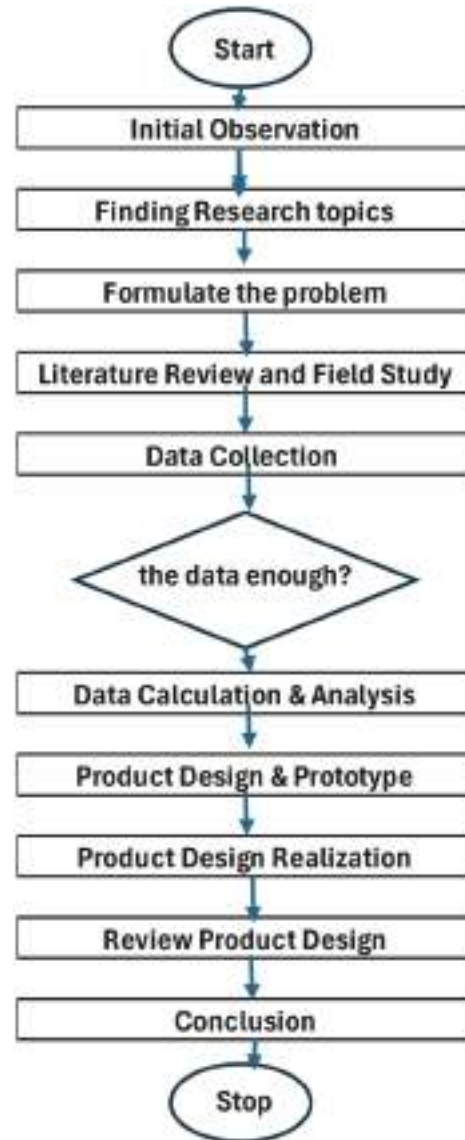 Start
Initial Observation
Finding Research topics
Formulate the problem
Literature Review and Field Study
Data Collection
the data enough?
Data Calculation & Analysis
Product Design & Prototype
Product Design Realization
Review Product Design
Conclusion
Stop